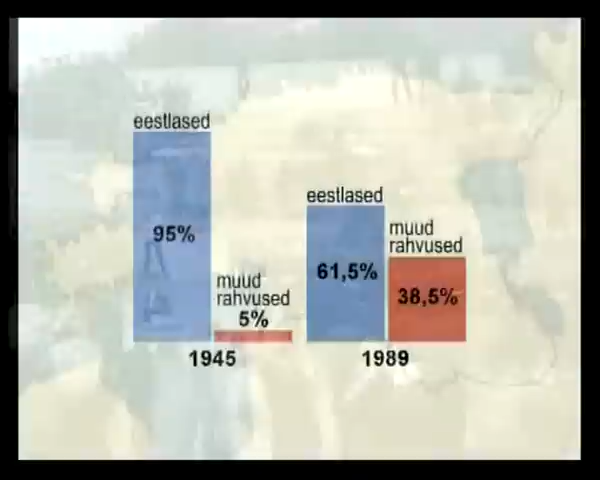 eestlased
95%
muud
rahvused
5%
1945
eestlased
61,5%
muud
rahvused
38,5%
1989